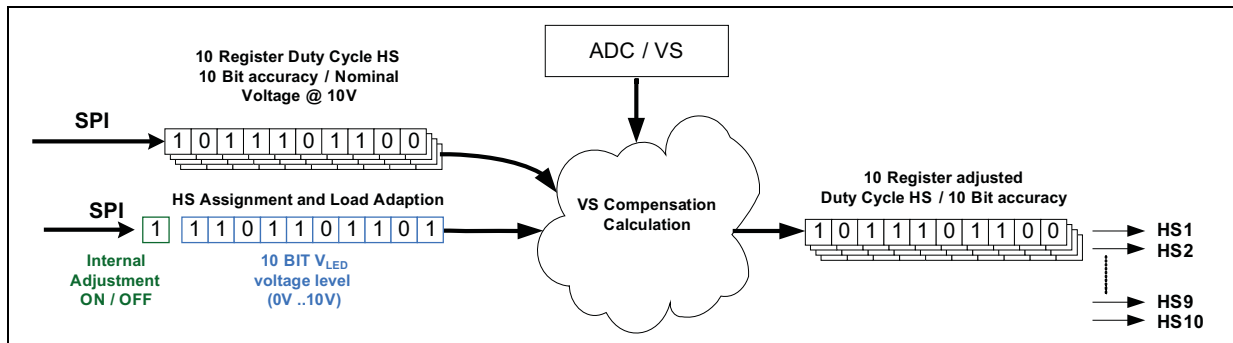 10 Register Duty Cycle HS
10 Bit accuracy / Nominal
Voltage @ 10V
ADC / VS
SPI
1 0 1 1 1 0 1 1 0 0
HS Assignment and Load Adaption
SPI
1 1 1 0 1 1 0 1 1 0 1
Internal
Adjustment
ON / OFF
10 BIT VLED
voltage level
(0V ..10V)
VS Compensation
Calculation
10 Register adjusted
Duty Cycle HS / 10 Bit accuracy
1 0 1 1 1 0 1 1 0 0
HS1
HS2
HS9
HS10